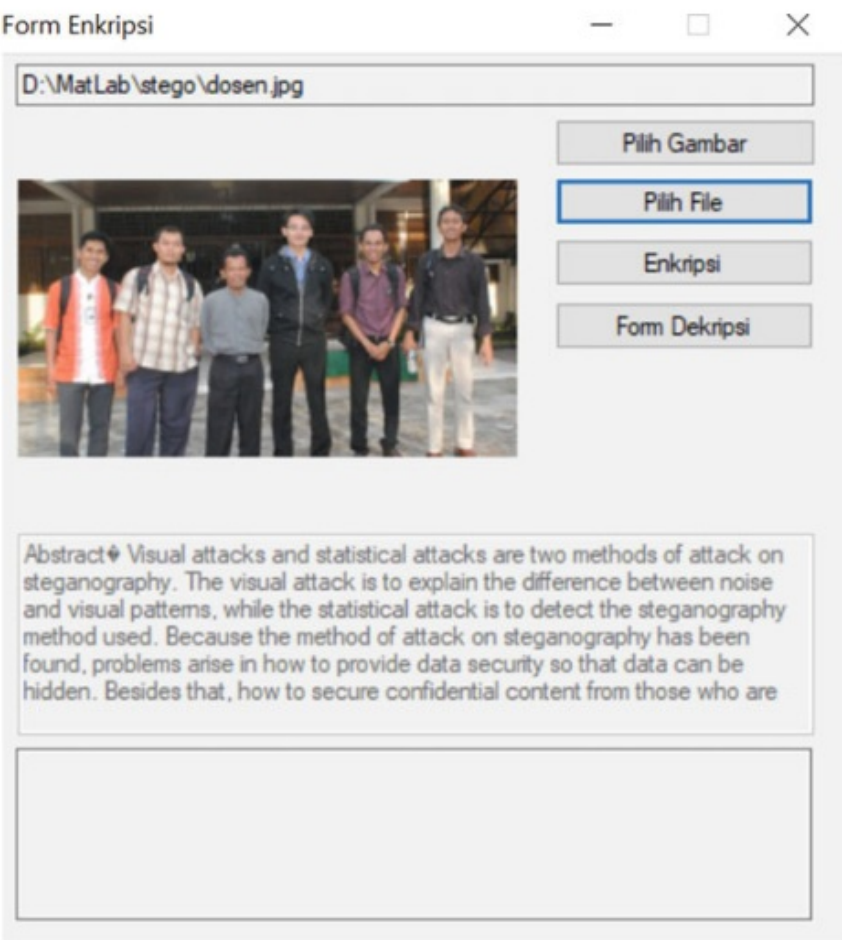 Form Enkripsi
D:\MatLab\stego\dosen.jpg
Pilih Gambar
Pilih File
Enkripsi
Form Dekripsi
Abstract� Visual attacks and statistical attacks are two methods of attack on
steganography. The visual attack is to explain the difference between noise
and visual patterns, while the statistical attack is to detect the steganography
method used. Because the method of attack on steganography has been
found, problems arise in how to provide data security so that data can be
hidden. Besides that, how to secure confidential content from those who are